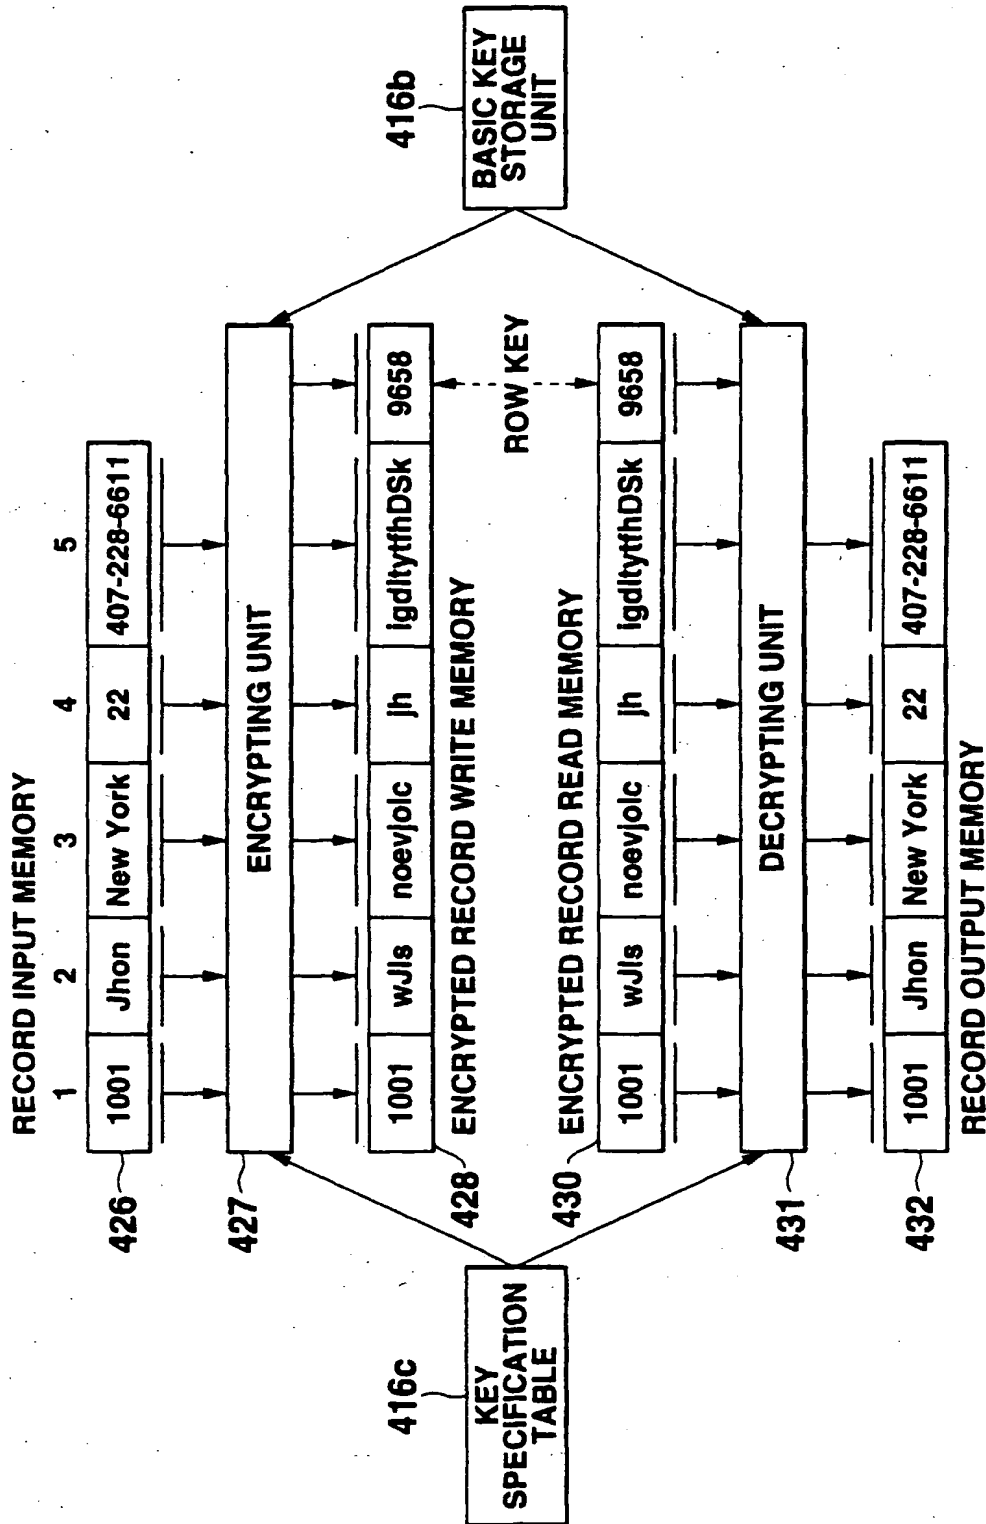 RECORD INPUT MEMORY
1 2 3 4 5
426
1001 Jhon New York 22 407-228-6611
427
ENCRYPTING UNIT
1001 wJls noevjolc jh igdltytfhDSk 9658
428
ENCRYPTED RECORD WRITE MEMORY
ROW KEY
416c
KEY
SPECIFICATION
TABLE
416b
BASIC KEY
STORAGE
UNIT
430
ENCRYPTED RECORD READ MEMORY
1001 wJls noevjolc jh igdltytfhDSk 9658
431
DECRYPTING UNIT
432
1001 Jhon New York 22 407-228-6611
RECORD OUTPUT MEMORY